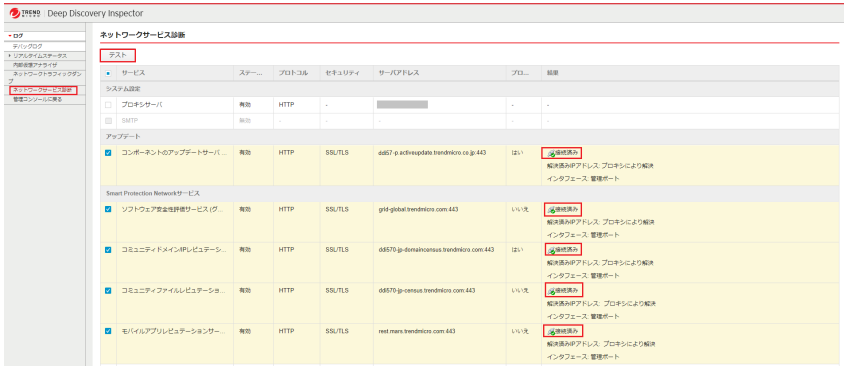 TREND MICRO Deep Discovery Inspector
ログ
デバッグログ
リアルタイムステータス
内部仮想アナライザ
ネットワークトラフィックダンプ
ネットワークサービス診断
管理コンソールに戻る
ネットワークサービス診断
テスト
サービス ステー... プロトコル セキュリティ サーバアドレス プロ... 結果
システム設定
プロキシサーバ 有効 HTTP - - -
SMTP 無効 - - - - -
アップデート
コンポーネントのアップデートサーバ... 有効 HTTP SSL/TLS ddi57-p.activeupdate.trendmicro.co.jp:443 はい 接続済み
解決済みIPアドレス: プロキシにより解決
インタフェース: 管理ポート
Smart Protection Networkサービス
ソフトウェア安全性評価サービス (グ... 有効 HTTP SSL/TLS grid-global.trendmicro.com:443 いいえ 接続済み
解決済みIPアドレス: プロキシにより解決
インタフェース: 管理ポート
コミュニティドメイン/IPレピュテーシ... 有効 HTTP SSL/TLS ddi570-jp-domaincensus.trendmicro.com:443 はい 接続済み
解決済みIPアドレス: プロキシにより解決
インタフェース: 管理ポート
コミュニティファイルレピュテーショ... 有効 HTTP SSL/TLS ddi570-jp-census.trendmicro.com:443 いいえ 接続済み
解決済みIPアドレス: プロキシにより解決
インタフェース: 管理ポート
モバイルアプリレピュテーションサー... 有効 HTTP SSL/TLS rest.mars.trendmicro.com:443 いいえ 接続済み
解決済みIPアドレス: プロキシにより解決
インタフェース: 管理ポート